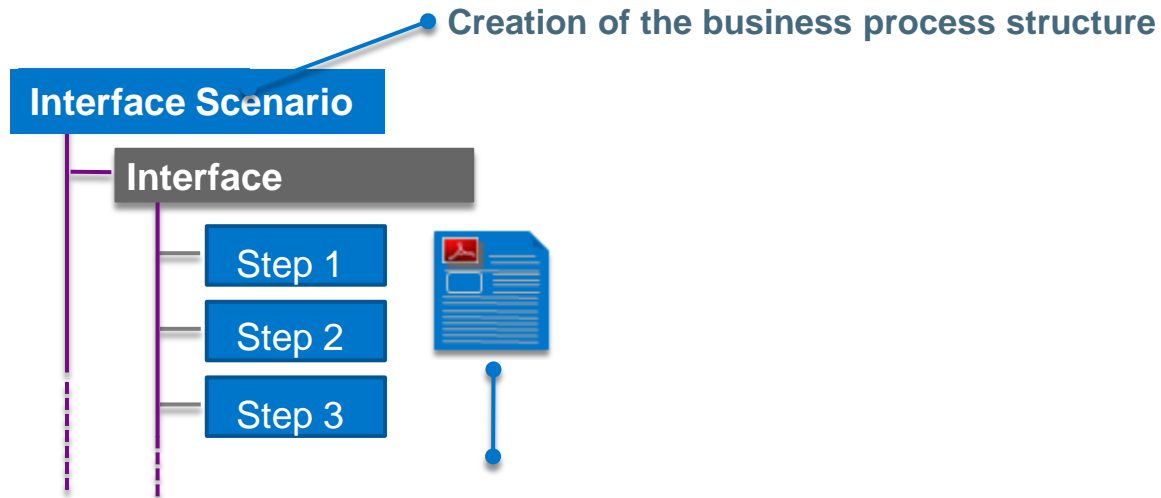 Creation of the business process structure
Interface Scenario
Interface
Step 1
Step 2
Step 3